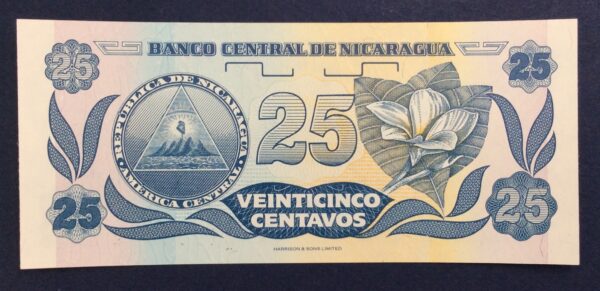 BANCO CENTRAL DE NICARAGUA
25
25
REPUBLICA DE NICARAGUA
AMERICA CENTRAL
25
VEINTICINCO
CENTAVOS
25
25
HARRISON & SONS LIMITED